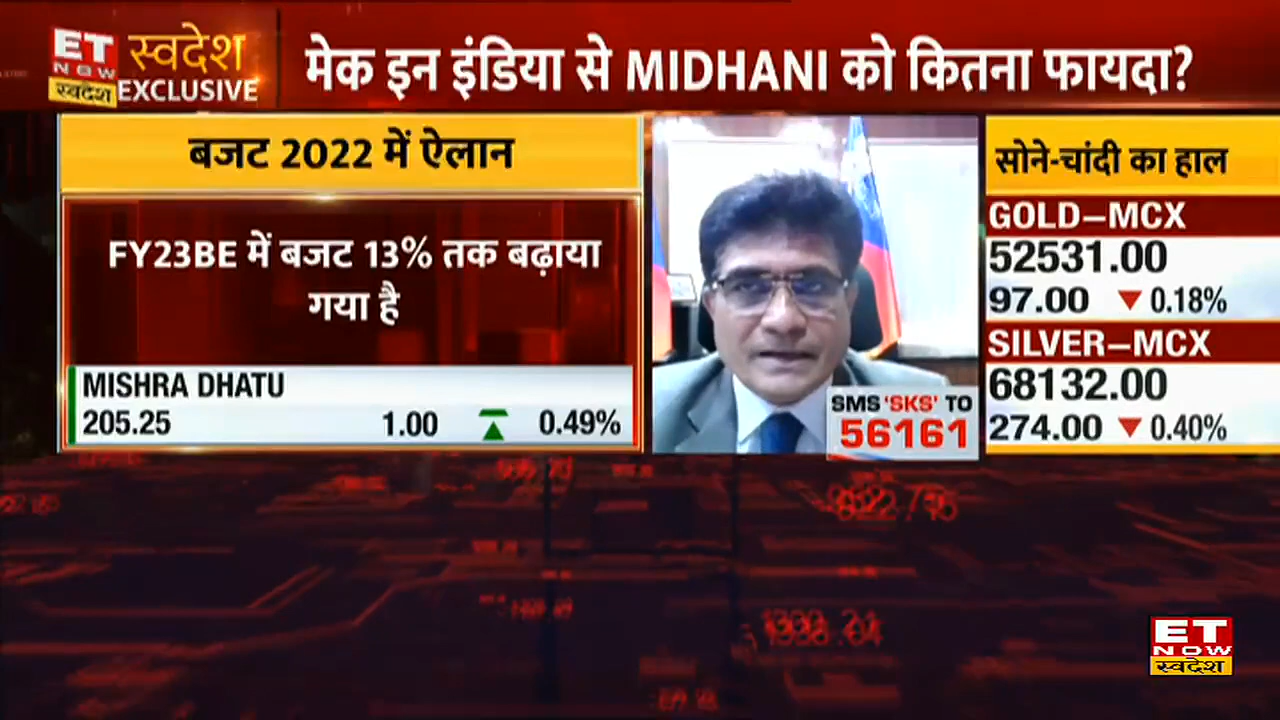 ET
NOW
स्वदेश
स्वदेश
EXCLUSIVE
मेक इन इंडिया से MIDHANI को कितना फायदा?
बजट 2022 में ऐलान
FY23BE में बजट 13% तक बढ़ाया
गया है
MISHRA DHATU
205.25 1.00 0.49%
SMS 'SKS' TO
56161
सोने-चांदी का हाल
GOLD–MCX
52531.00
97.00 0.18%
SILVER–MCX
68132.00
274.00 0.40%
ET
NOW
स्वदेश